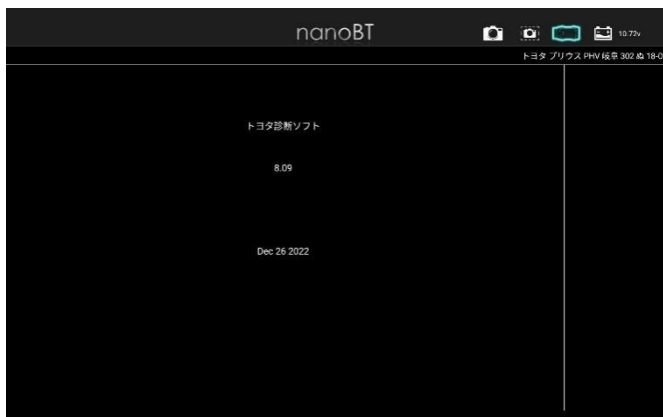 nanoBT
10.72v
トヨタ プリウス PHV 岐阜 302 ぬ 18-0
トヨタ診断ソフト
8.09
Dec 26 2022